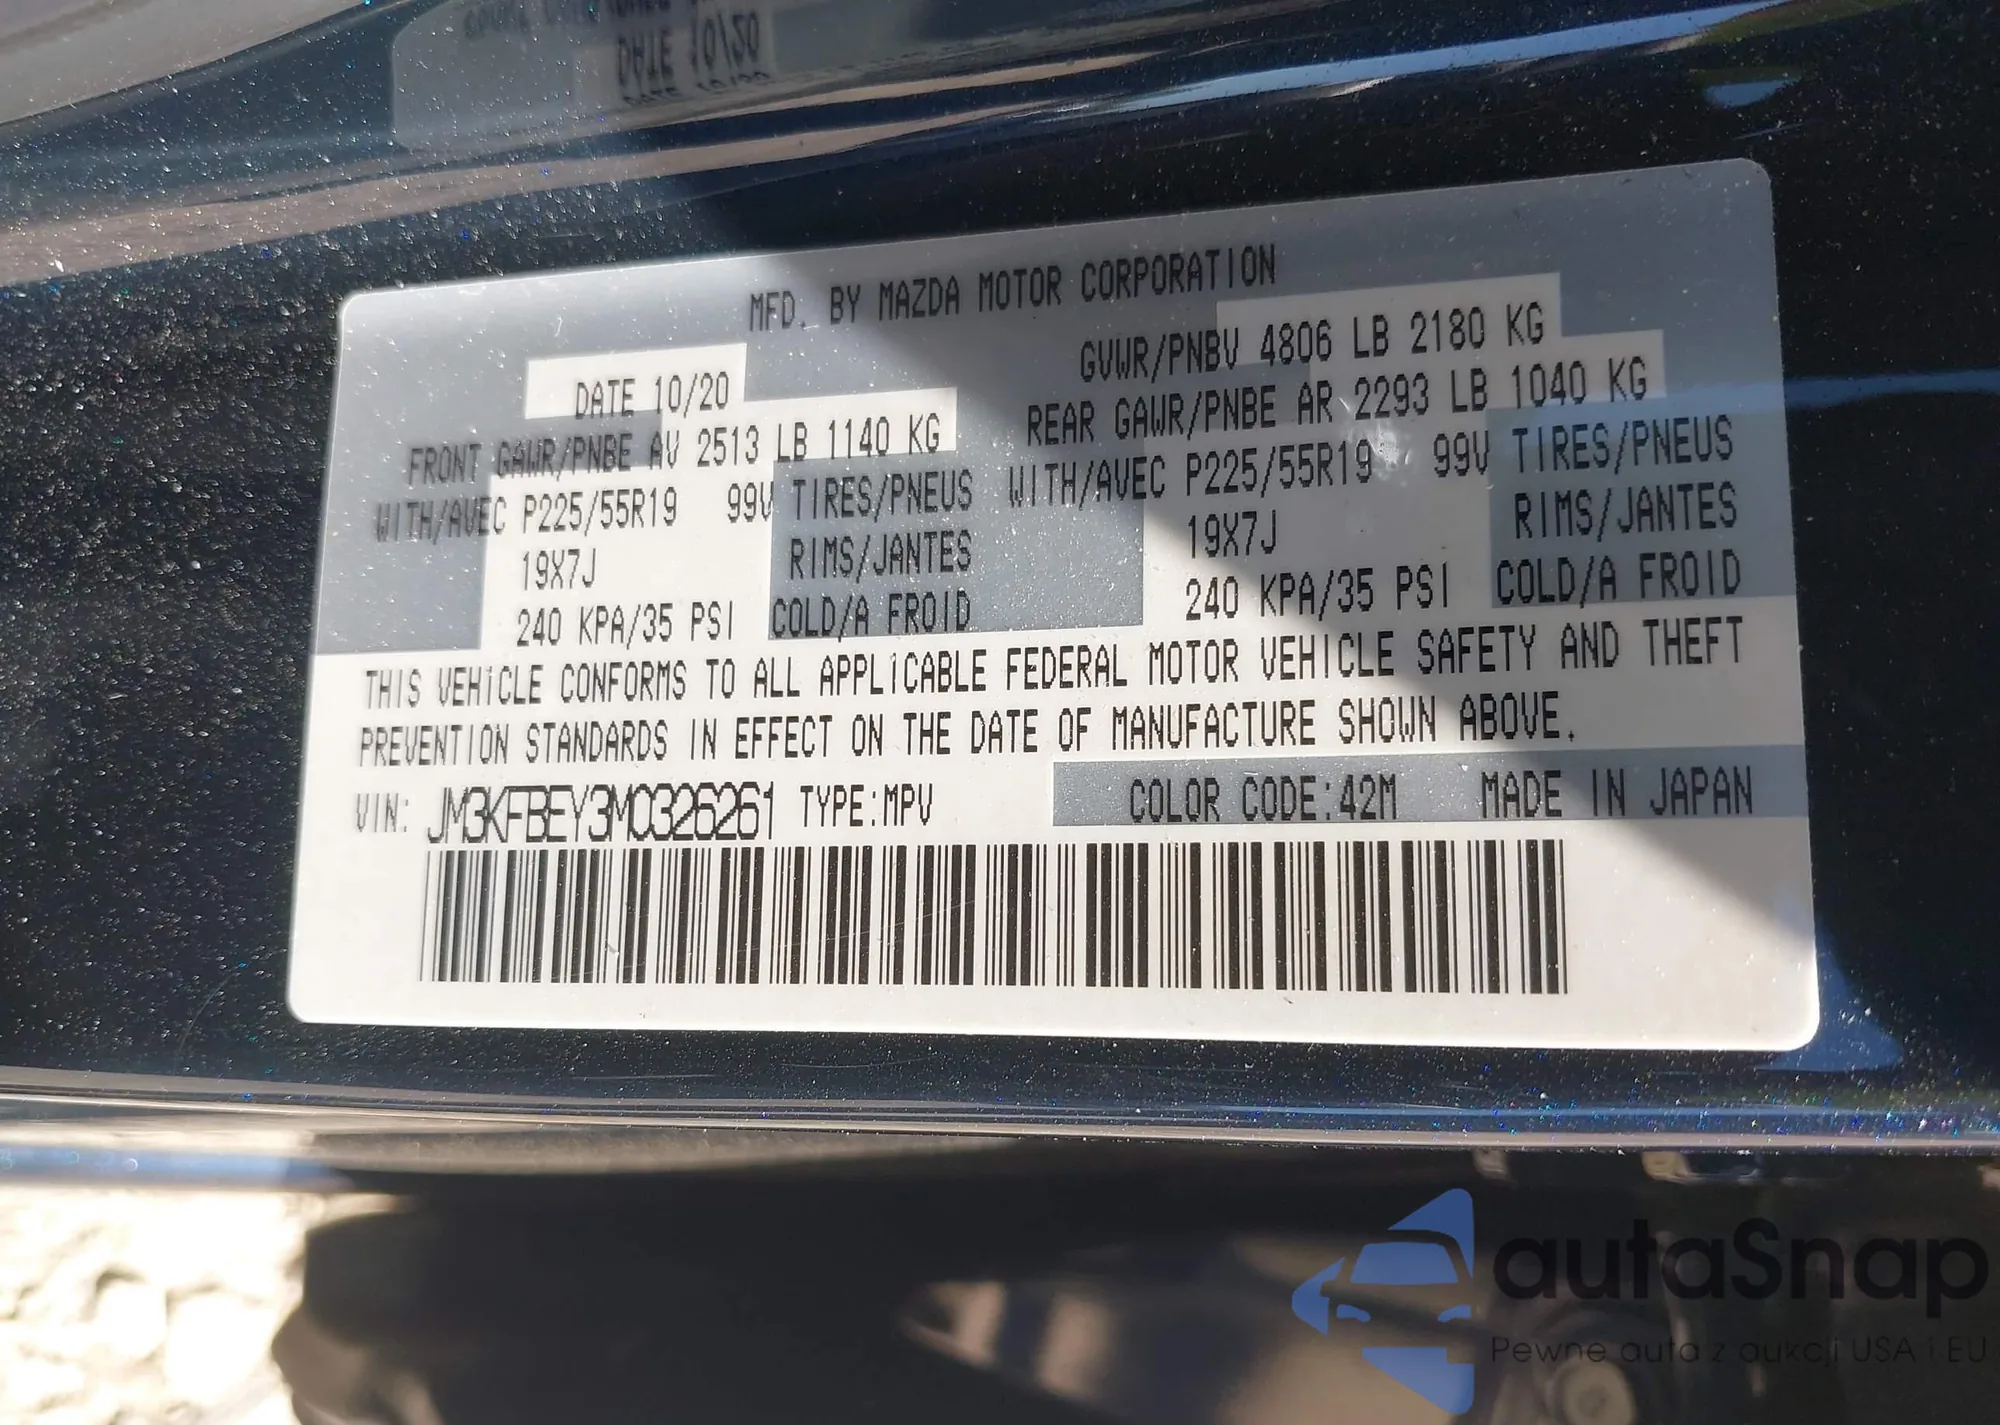 DATE 10/20
MFD. BY MAZDA MOTOR CORPORATION
GVWR/PNBV 4806 LB 2180 KG
DATE 10/20
FRONT GAWR/PNBE AV 2513 LB 1140 KG REAR GAWR/PNBE AR 2293 LB 1040 KG
WITH/AVEC P225/55R19 99V TIRES/PNEUS WITH/AVEC P225/55R19 99V TIRES/PNEUS
19X7J RIMS/JANTES 19X7J RIMS/JANTES
240 KPA/35 PSI COLD/A FROID 240 KPA/35 PSI COLD/A FROID
THIS VEHICLE CONFORMS TO ALL APPLICABLE FEDERAL MOTOR VEHICLE SAFETY AND THEFT
PREVENTION STANDARDS IN EFFECT ON THE DATE OF MANUFACTURE SHOWN ABOVE.
VIN: JM3KFBEY3M0326261 TYPE:MPV COLOR CODE:42M MADE IN JAPAN
autaSnap
Pewne auta z aukcji USA i EU